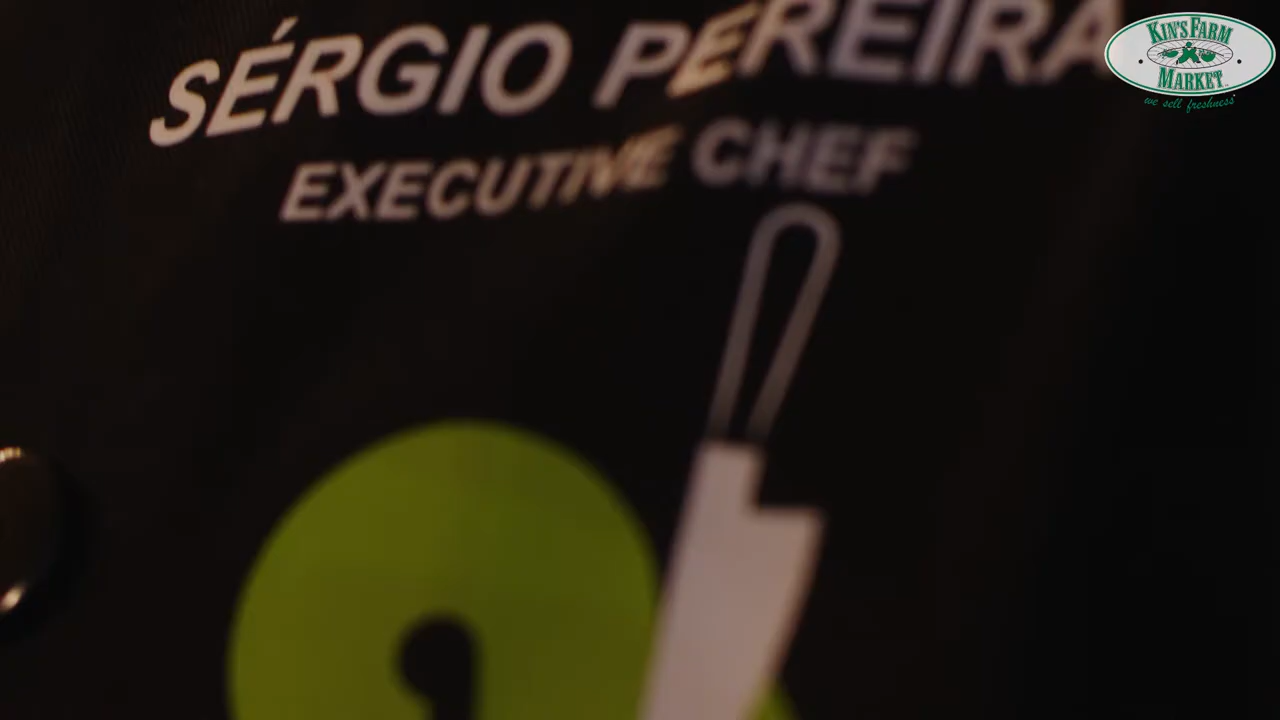 SÉRGIO PEREIRA
EXECUTIVE CHEF
KIN'S FARM
MARKET
we sell freshness